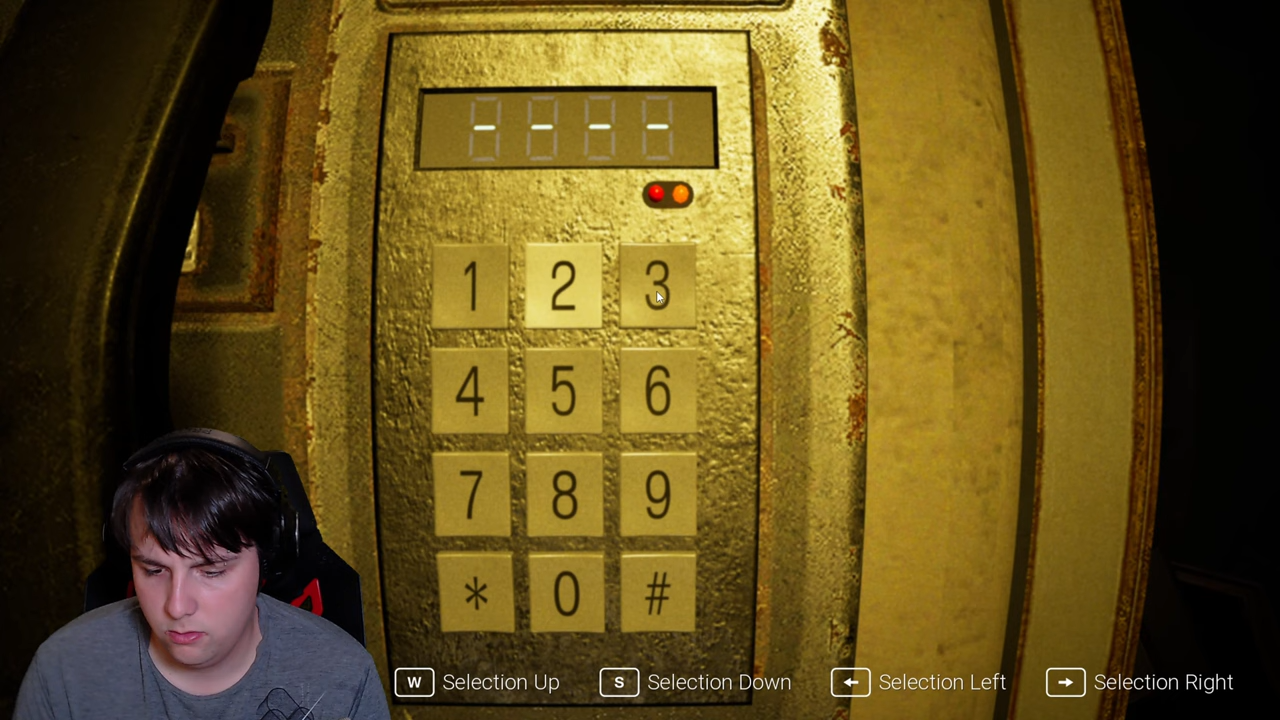 - - - -
1 2 3
4 5 6
7 8 9
* 0 #
W Selection Up S Selection Down ← Selection Left → Selection Right